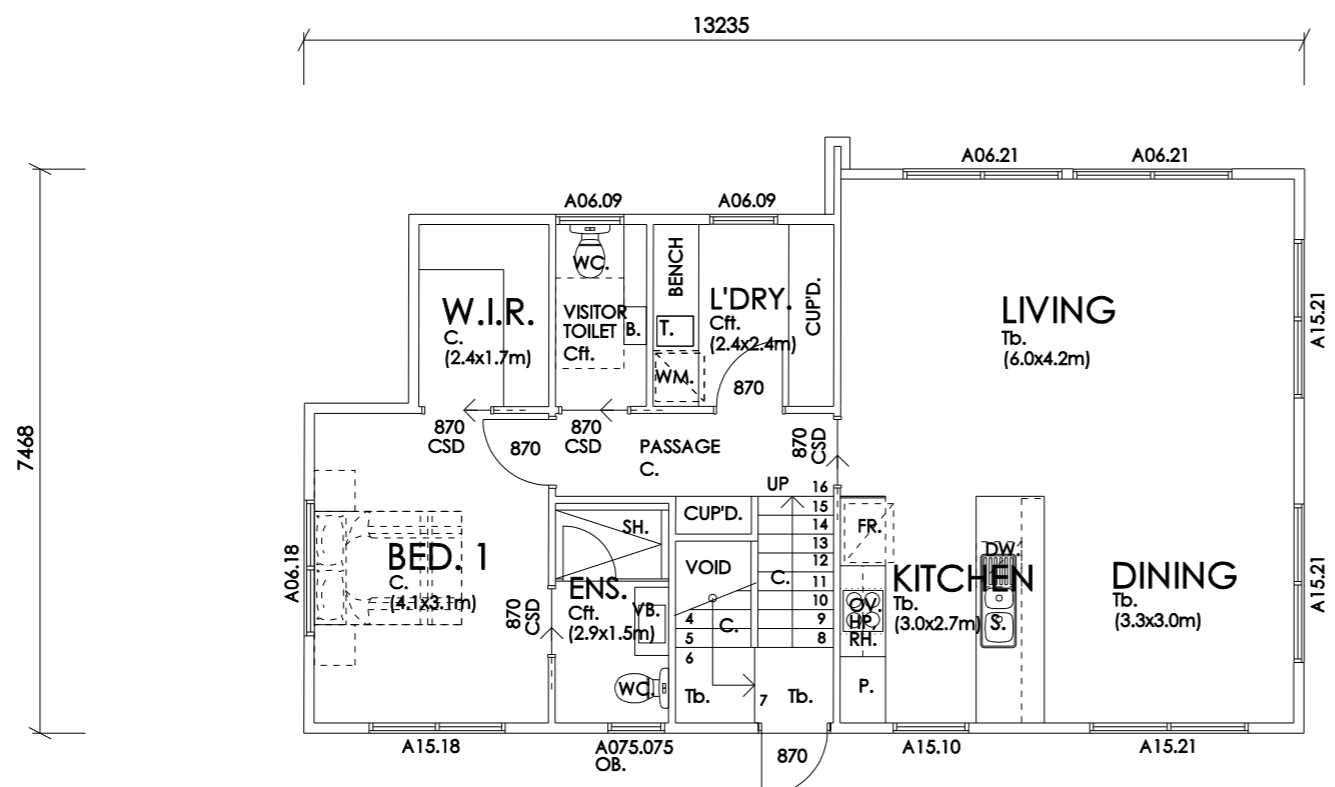 13235
7468
A06.21
A06.21
A06.09
A06.09
WC.
BENCH
L'DRY.
Cft.
(2.4x2.4m)
CUP'D.
W.I.R.
C.
(2.4x1.7m)
VISITOR
TOILET
Cft.
B.
T.
WM.
870
LIVING
Tb.
(6.0x4.2m)
A15.21
870
CSD
870
870
CSD
PASSAGE
C.
870
CSD
UP
16
15
14
13
12
11
10
9
8
CUP'D.
SH.
VOID
C.
FR.
DW.
A06.18
BED. 1
C.
(4.1x3.1m)
870
CSD
ENS.
Cft.
(2.9x1.5m)
VB.
4
5
6
C.
7
OV.
HP.
RH.
KITCHEN
Tb.
(3.0x2.7m)
S.
DINING
Tb.
(3.3x3.0m)
A15.21
WC.
Tb.
Tb.
P.
A15.18
A075.075
OB.
870
A15.10
A15.21